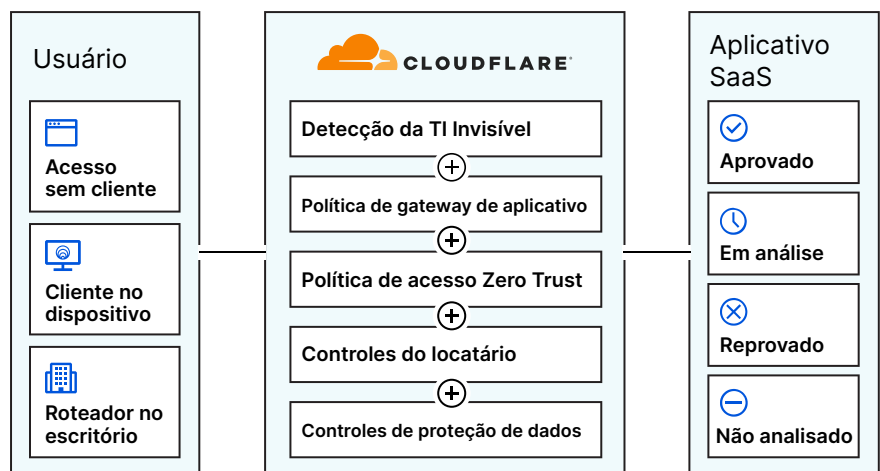 Usuário
Acesso
sem cliente
Cliente no
dispositivo
Roteador no
escritório
CLOUDFLARE
Detecção da TI Invisível
Política de gateway de aplicativo
Política de acesso Zero Trust
Controles do locatário
Controles de proteção de dados
Aplicativo
SaaS
Aprovado
Em análise
Reprovado
Não analisado